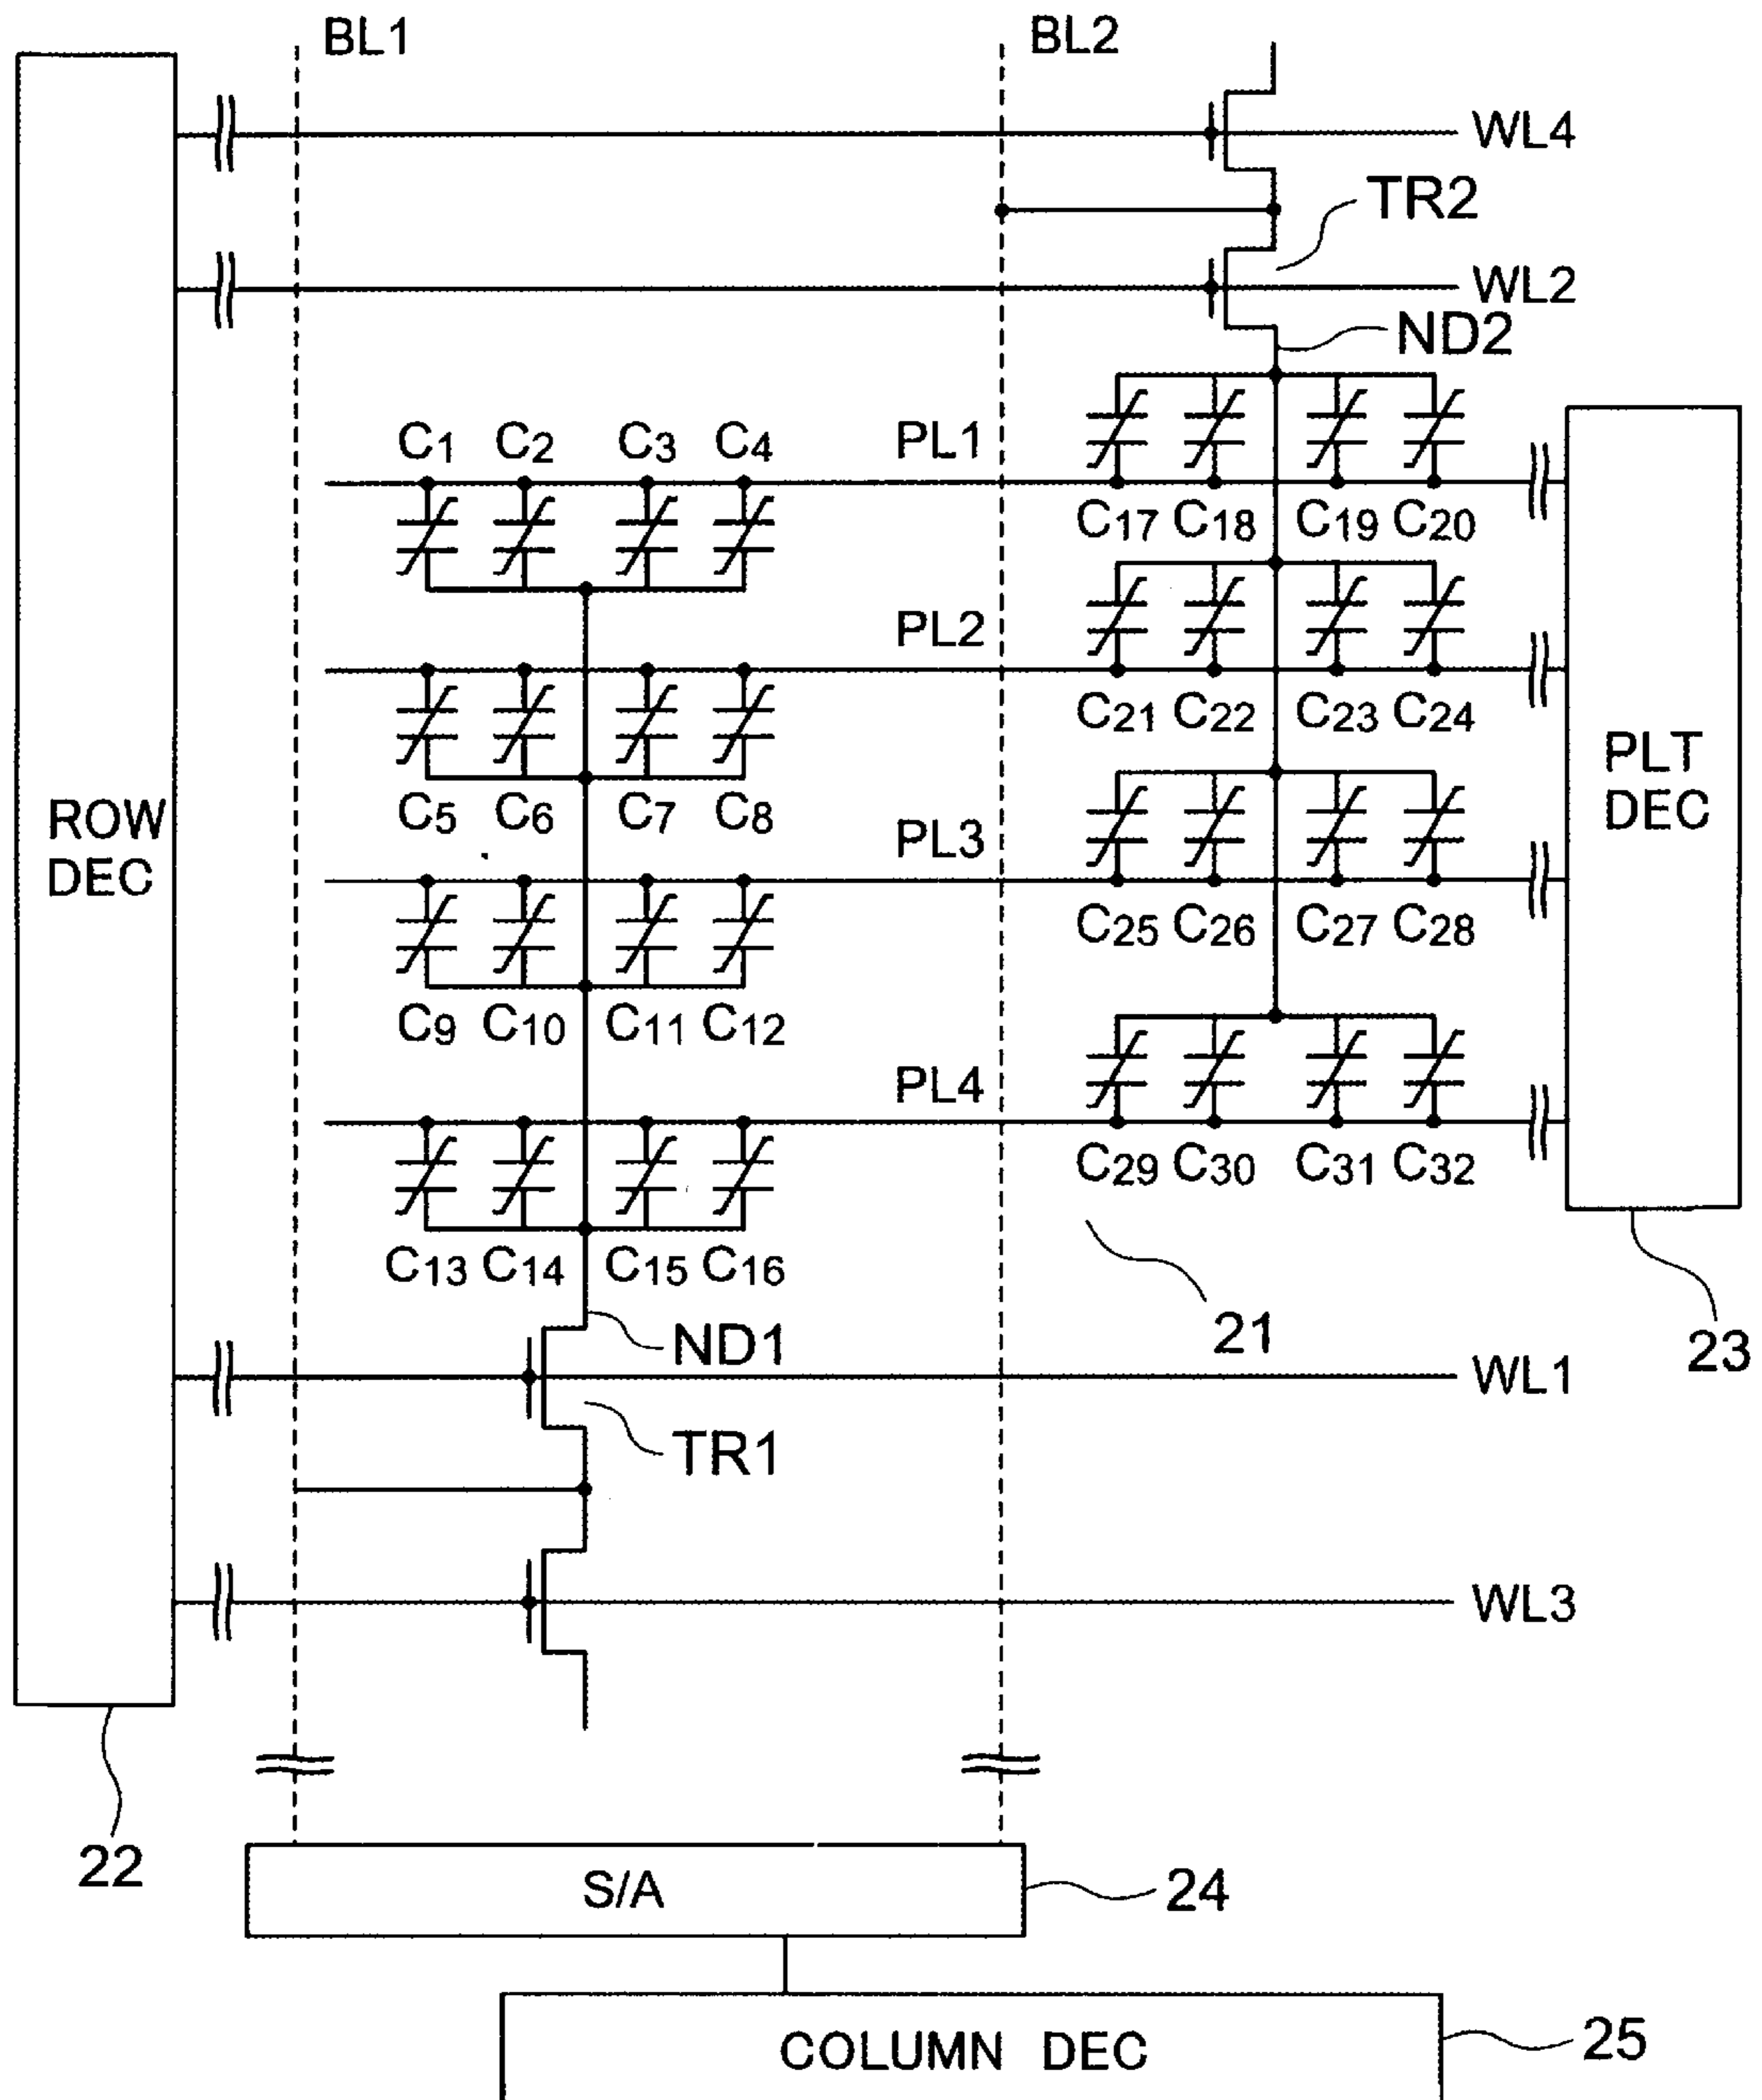 BL1 BL2
WL4
TR2
WL2
ND2
C1 C2 C3 C4 PL1
C17 C18 C19 C20
PL2
C21 C22 C23 C24
C5 C6 C7 C8
ROW
DEC
PLT
DEC
PL3
C25 C26 C27 C28
C9 C10 C11 C12
PL4
C29 C30 C31 C32
C13 C14 C15 C16
21
23
ND1
WL1
TR1
WL3
22
S/A
24
COLUMN DEC
25